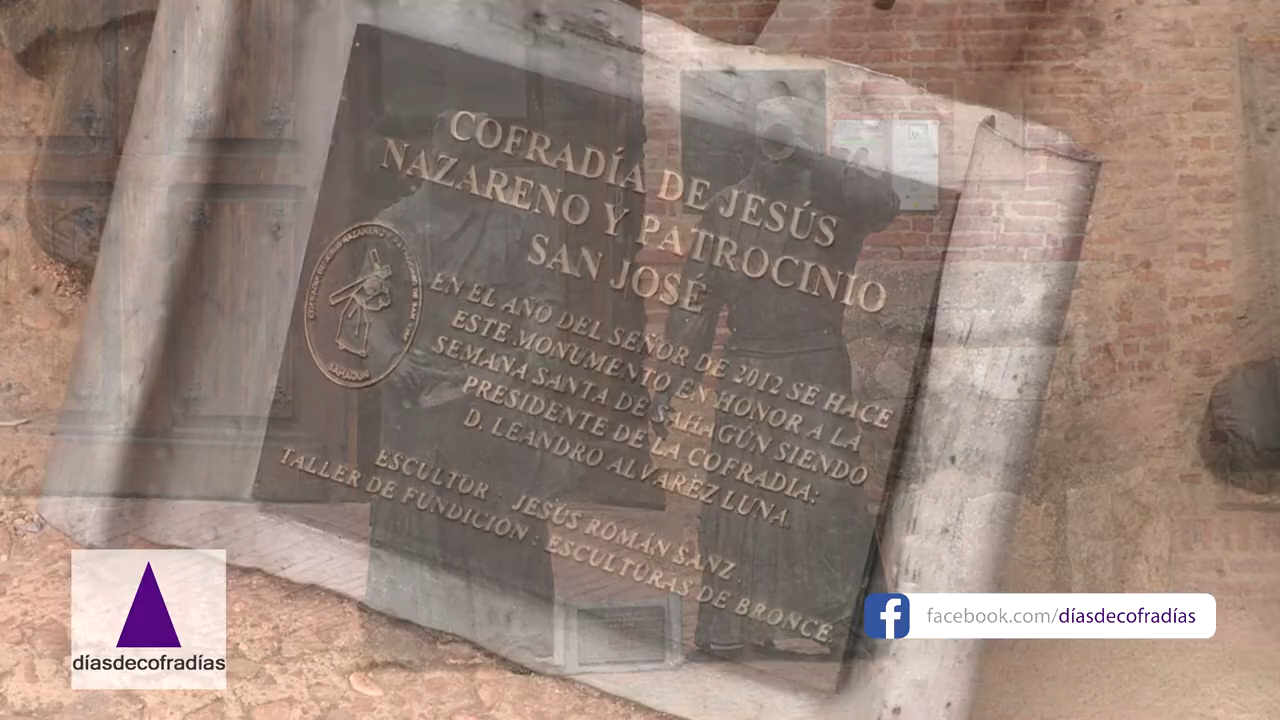 COFRADÍA DE JESÚS
NAZARENO Y PATROCINIO
SAN JOSÉ
EN EL AÑO DEL SEÑOR DE 2012 SE HACE
ESTE MONUMENTO EN HONOR A LA
SEMANA SANTA DE SAHAGÚN SIENDO
PRESIDENTE DE LA COFRADIA:
D. LEANDRO ALVAREZ LUNA.
ESCULTOR : JESÚS ROMÁN SANZ.
TALLER DE FUNDICIÓN : ESCULTURAS DE BRONCE
SAHAGUN
díasdecofradías
facebook.com/díasdecofradías